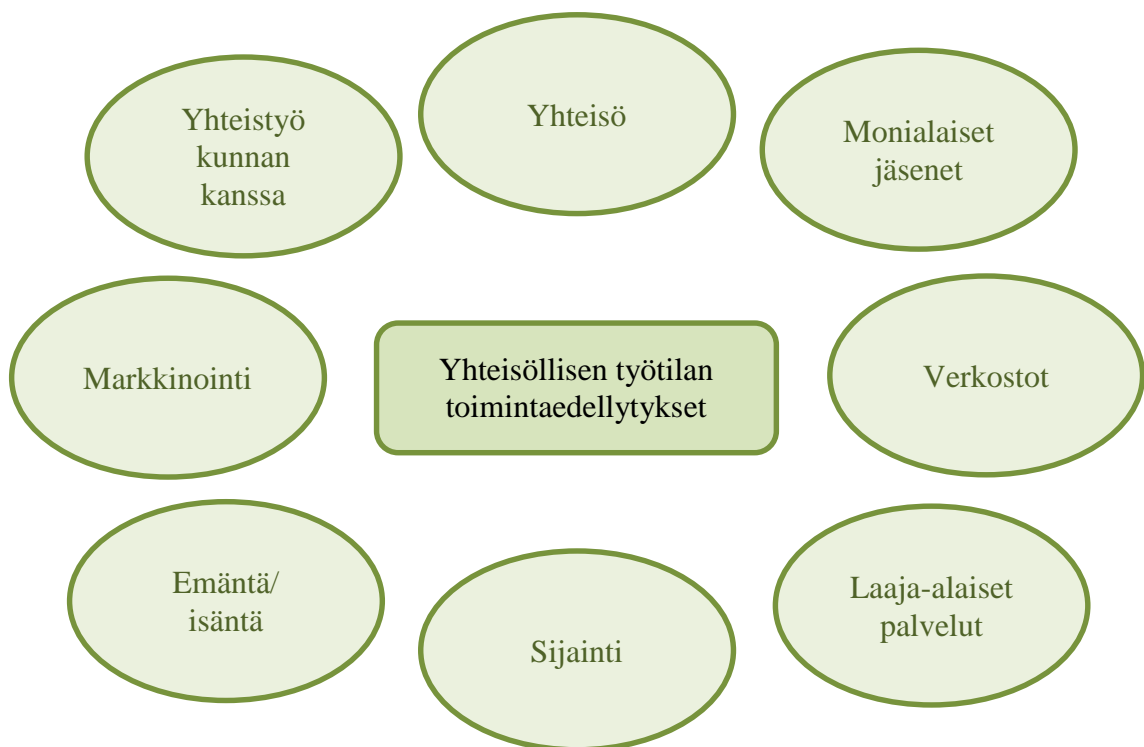 Yhteistyö
kunnan
kanssa
Yhteisö
Monialaiset
jäsenet
Markkinointi
Yhteisöllisen työtilan
toimintaedellytykset
Verkostot
Emäntä/
isäntä
Sijainti
Laaja-alaiset
palvelut